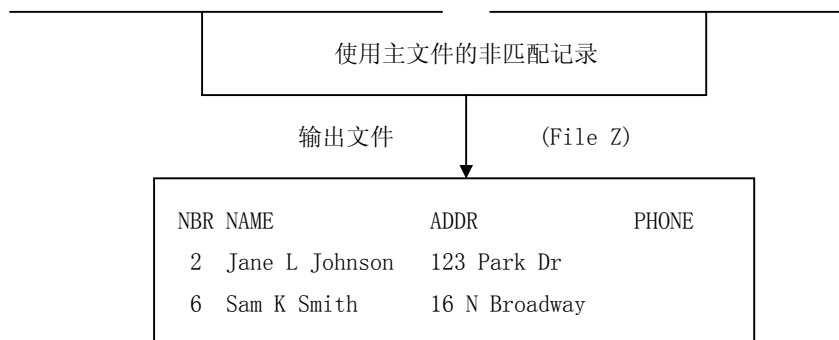 使用主文件的非匹配记录
输出文件 (File Z)
NBR NAME ADDR PHONE
2 Jane L Johnson 123 Park Dr
6 Sam K Smith 16 N Broadway